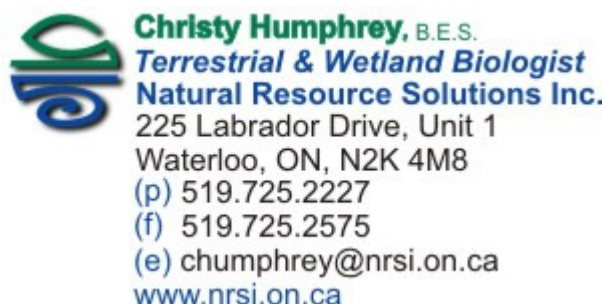 Christy Humphrey, B.E.S.
Terrestrial & Wetland Biologist
Natural Resource Solutions Inc.
225 Labrador Drive, Unit 1
Waterloo, ON, N2K 4M8
(p) 519.725.2227
(f) 519.725.2575
(e) chumphrey@nrsi.on.ca
www.nrsi.on.ca